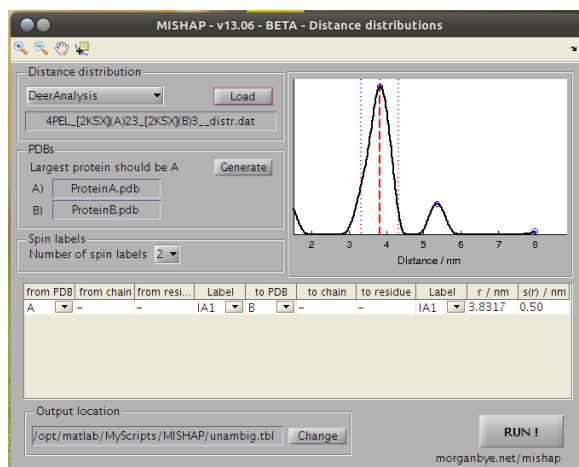 MISHAP - v13.06 - BETA - Distance distributions
Distance distribution
DeerAnalysis Load
4PEL_[2K5X](A)23_[2K5X](B)3__distr.dat
PDBs
Largest protein should be A Generate
A) ProteinA.pdb
B) ProteinB.pdb
Spin labels
Number of spin labels 2
2 3 4 5 6 7 8
Distance / nm
from PDB from chain from resi... Label to PDB to chain to residue Label r / nm s(r) / nm
A – – IA1 B – – IA1 3.8317 0.50
Output location
/opt/matlab/MyScripts/MISHAP/unambig.tbl Change
RUN !
morganbye.net/mishap